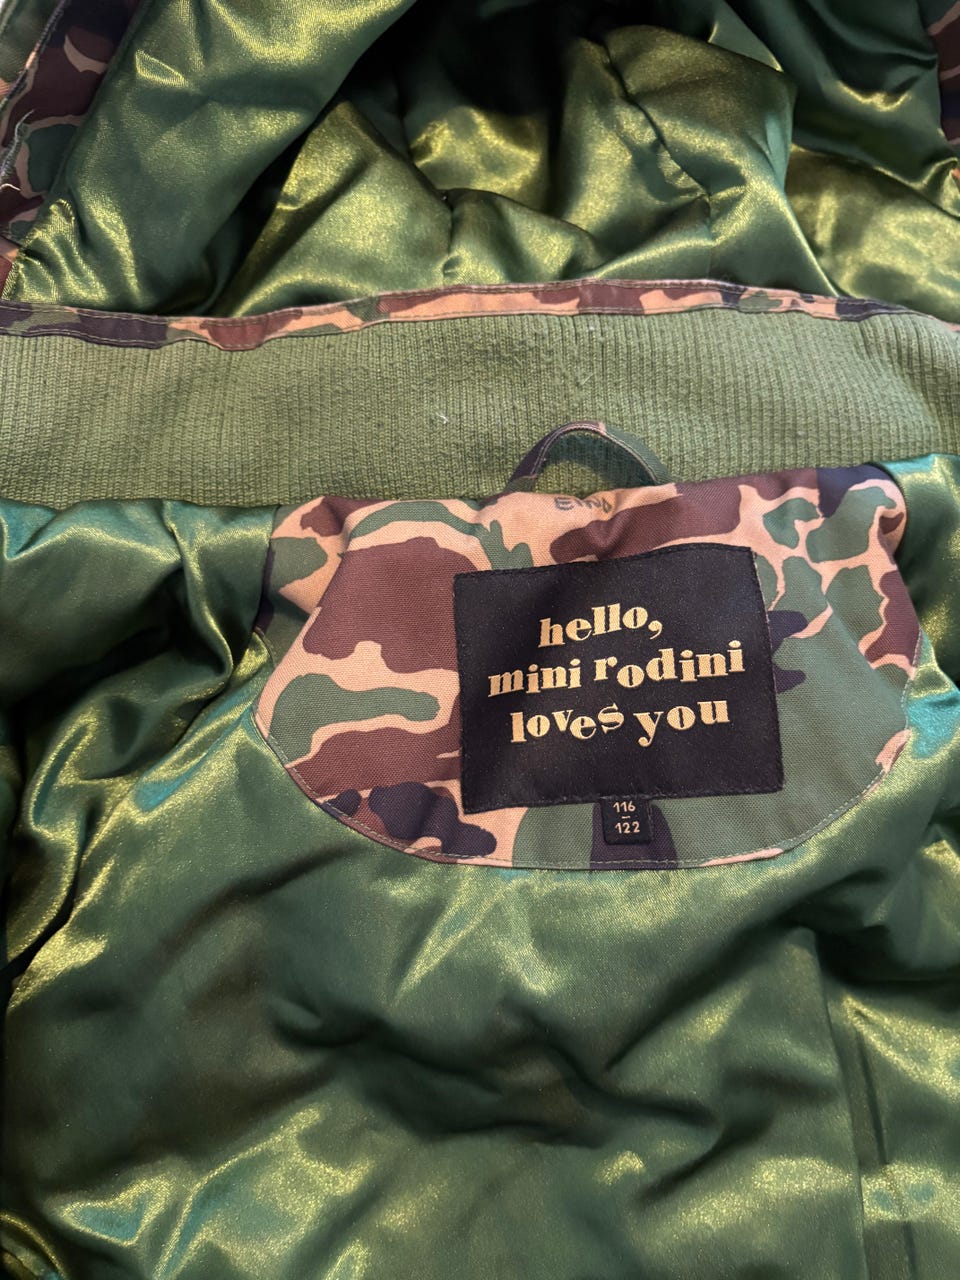 hello,
mini rodini
loves you
116
–
122